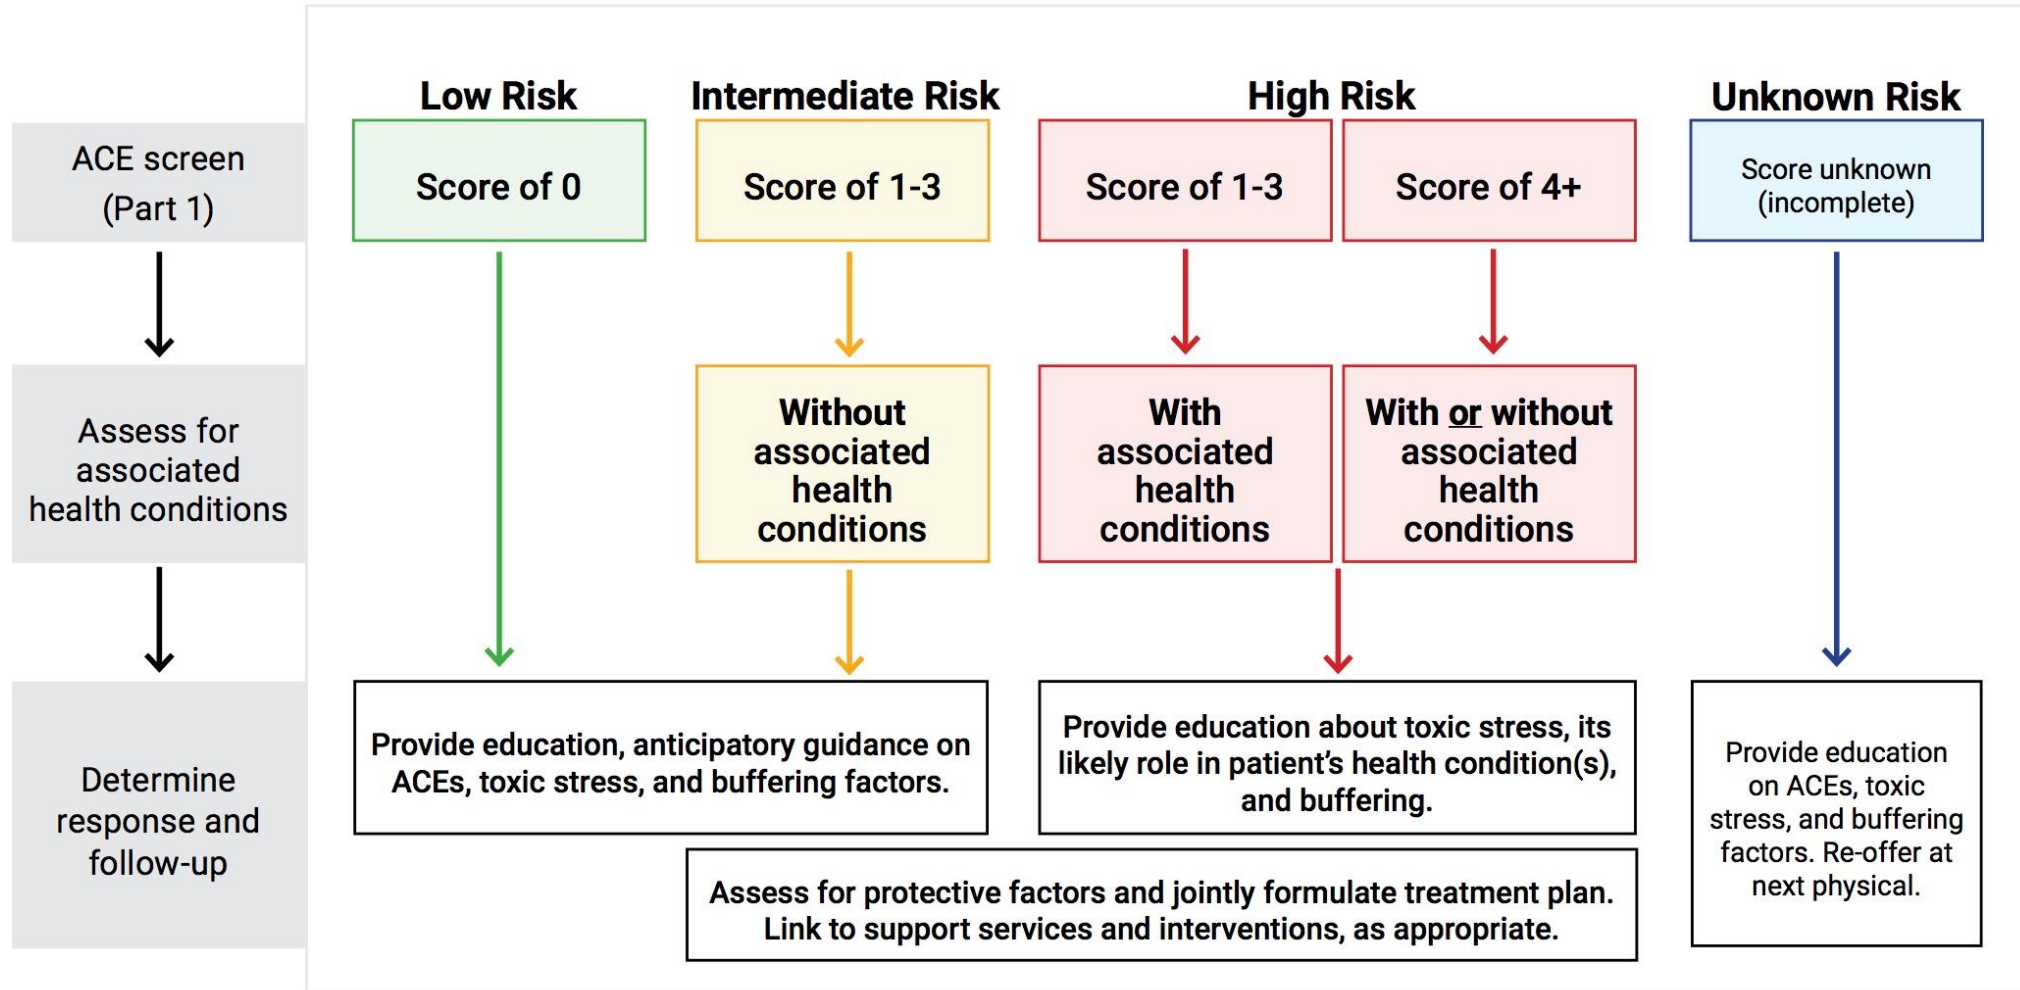 Low Risk
Intermediate Risk
High Risk
Unknown Risk
ACE screen
(Part 1)
Score of 0
Score of 1-3
Score of 1-3
Score of 4+
Score unknown
(incomplete)
Assess for
associated
health conditions
Without
associated
health
conditions
With
associated
health
conditions
With or without
associated
health
conditions
Determine
response and
follow-up
Provide education, anticipatory guidance on
ACEs, toxic stress, and buffering factors.
Provide education about toxic stress, its
likely role in patient’s health condition(s),
and buffering.
Assess for protective factors and jointly formulate treatment plan.
Link to support services and interventions, as appropriate.
Provide education
on ACEs, toxic
stress, and buffering
factors. Re-offer at
next physical.